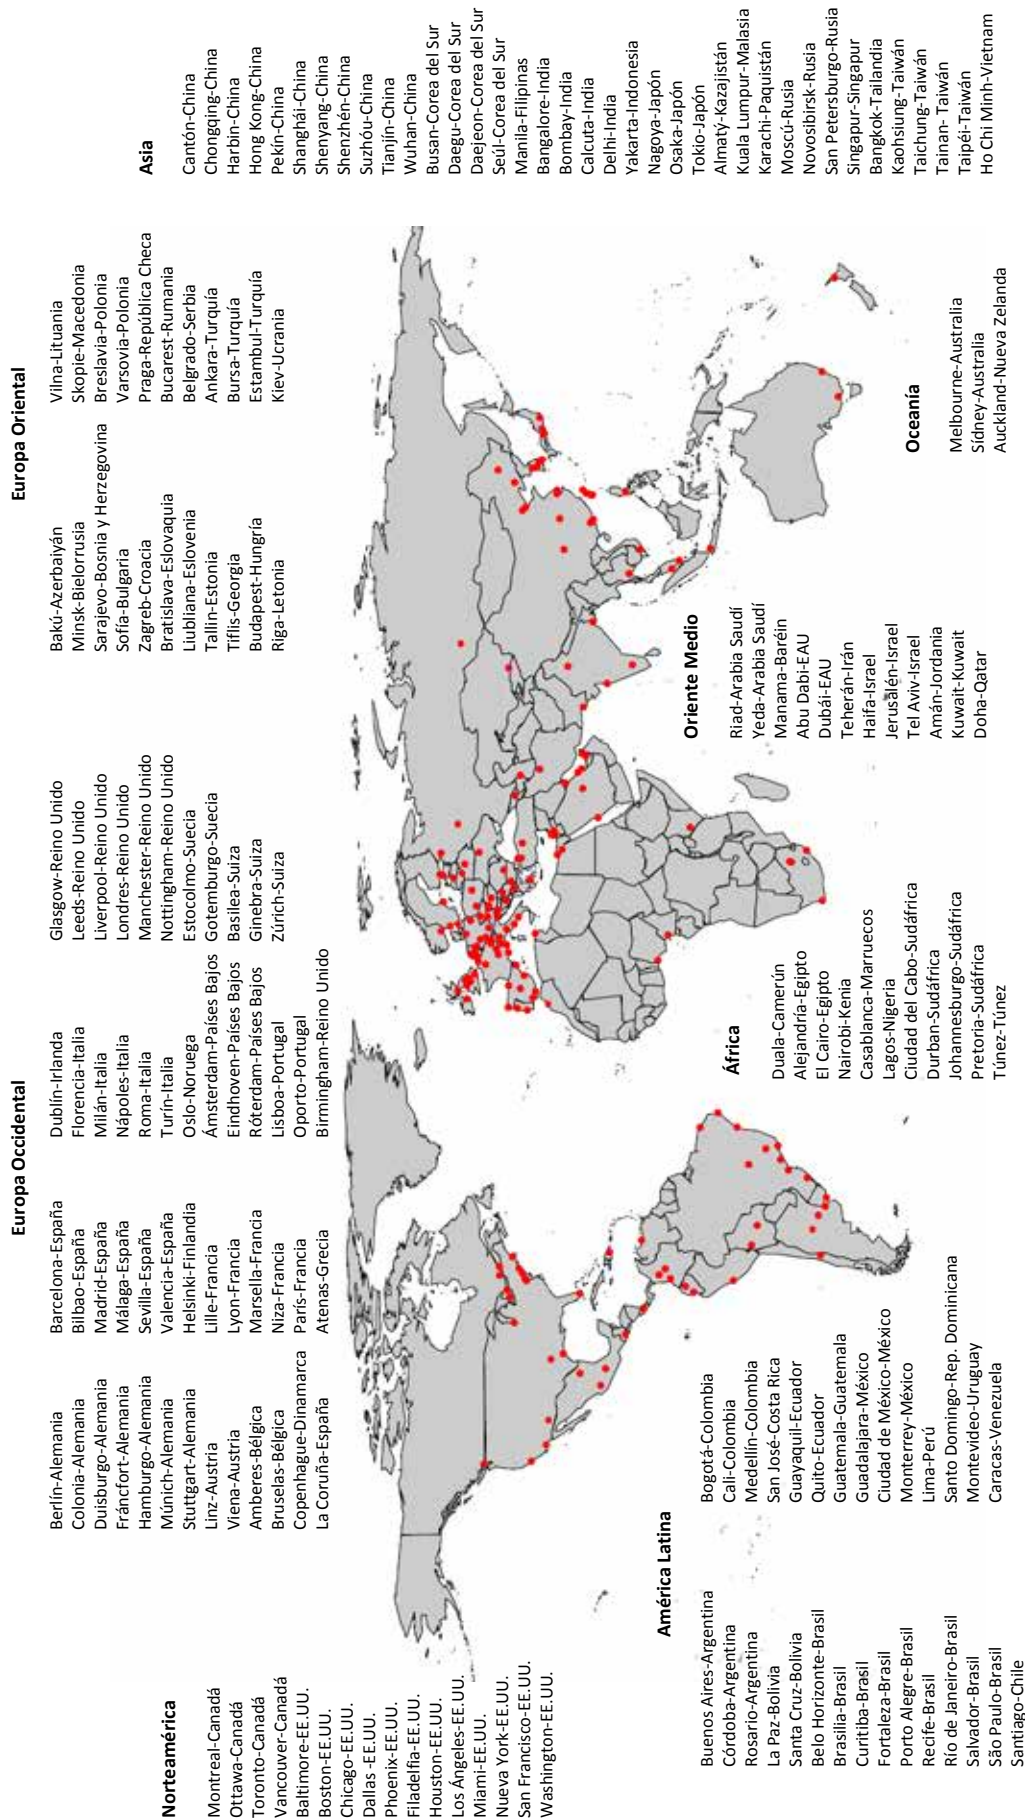 Norteamérica
Montreal-Canadá
Ottawa-Canadá
Toronto-Canadá
Vancouver-Canadá
Baltimore-EE.UU.
Boston-EE.UU.
Chicago-EE.UU.
Dallas -EE.UU.
Phoenix-EE.UU.
Filadelfia-EE.UU.
Houston-EE.UU.
Los Ángeles-EE.UU.
Miami-EE.UU.
Nueva York-EE.UU.
San Francisco-EE.UU.
Washington-EE.UU.
Europa Occidental
Berlín-Alemania
Colonia-Alemania
Duisburgo-Alemania
Fráncfort-Alemania
Hamburgo-Alemania
Múnich-Alemania
Stuttgart-Alemania
Linz-Austria
Viena-Austria
Amberes-Bélgica
Bruselas-Bélgica
Copenhague-Dinamarca
La Coruña-España
Barcelona-España
Bilbao-España
Madrid-España
Málaga-España
Sevilla-España
Valencia-España
Helsinki-Finlandia
Lille-Francia
Lyon-Francia
Marsella-Francia
Niza-Francia
París-Francia
Atenas-Grecia
Dublín-Irlanda
Florencia-Italia
Milán-Italia
Nápoles-Italia
Roma-Italia
Turín-Italia
Oslo-Noruega
Ámsterdam-Países Bajos
Eindhoven-Países Bajos
Róterdam-Países Bajos
Lisboa-Portugal
Oporto-Portugal
Birmingham-Reino Unido
Glasgow-Reino Unido
Leeds-Reino Unido
Liverpool-Reino Unido
Londres-Reino Unido
Manchester-Reino Unido
Nottingham-Reino Unido
Estocolmo-Suecia
Gotemburgo-Suecia
Basilea-Suiza
Ginebra-Suiza
Zúrich-Suiza
Europa Oriental
Bakú-Azerbaiyán
Minsk-Bielorrusia
Sarajevo-Bosnia y Herzegovina
Sofía-Bulgaria
Zagreb-Croacia
Bratislava-Eslovaquia
Liubliana-Eslovenia
Tallin-Estonia
Tiflis-Georgia
Budapest-Hungría
Riga-Letonia
Vilna-Lituania
Skopie-Macedonia
Breslavia-Polonia
Varsovia-Polonia
Praga-República Checa
Bucarest-Rumania
Belgrado-Serbia
Ankara-Turquía
Bursa-Turquía
Estambul-Turquía
Kiev-Ucrania
Asia
Cantón-China
Chongqing-China
Harbin-China
Hong Kong-China
Pekín-China
Shanghái-China
Shenyang-China
Shenzhén-China
Suzhóu-China
Tianjín-China
Wuhan-China
Busan-Corea del Sur
Daegu-Corea del Sur
Daejeon-Corea del Sur
Seúl-Corea del Sur
Manila-Filipinas
Bangalore-India
Bombay-India
Calcuta-India
Delhi-India
Yakarta-Indonesia
Nagoya-Japón
Osaka-Japón
Tokio-Japón
Almatý-Kazajistán
Kuala Lumpur-Malasia
Karachi-Paquistán
Moscú-Rusia
Novosibirsk-Rusia
San Petersburgo-Rusia
Singapur-Singapur
Bangkok-Tailandia
Kaohsiung-Taiwán
Taichung-Taiwán
Tainan- Taiwán
Taipéi-Taiwán
Ho Chi Minh-Vietnam
América Latina
Buenos Aires-Argentina
Córdoba-Argentina
Rosario-Argentina
La Paz-Bolivia
Santa Cruz-Bolivia
Belo Horizonte-Brasil
Brasilia-Brasil
Curitiba-Brasil
Fortaleza-Brasil
Porto Alegre-Brasil
Recife-Brasil
Río de Janeiro-Brasil
Salvador-Brasil
São Paulo-Brasil
Santiago-Chile
Bogotá-Colombia
Cali-Colombia
Medellín-Colombia
San José-Costa Rica
Guayaquil-Ecuador
Quito-Ecuador
Guatemala-Guatemala
Guadalajara-México
Ciudad de México-México
Monterrey-México
Lima-Perú
Santo Domingo-Rep. Dominicana
Montevideo-Uruguay
Caracas-Venezuela
África
Duala-Camerún
Alejandría-Egipto
El Cairo-Egipto
Nairobi-Kenia
Casablanca-Marruecos
Lagos-Nigeria
Ciudad del Cabo-Sudáfrica
Durban-Sudáfrica
Johannesburgo-Sudáfrica
Pretoria-Sudáfrica
Túnez-Túnez
Oriente Medio
Riad-Arabia Saudí
Yeda-Arabia Saudí
Manama-Baréin
Abu Dabi-EAU
Dubái-EAU
Teherán-Irán
Haifa-Israel
Jerusalén-Israel
Tel Aviv-Israel
Amán-Jordania
Kuwait-Kuwait
Doha-Qatar
Oceanía
Melbourne-Australia
Sídney-Australia
Auckland-Nueva Zelanda